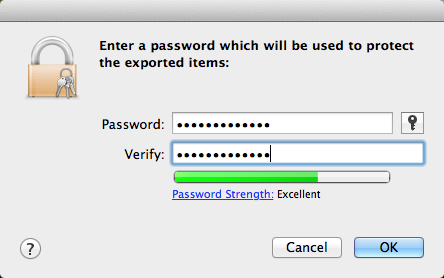 Enter a password which will be used to protect
the exported items:
Password: •••••••••••••
Verify: •••••••••••••
Password Strength: Excellent
? Cancel OK